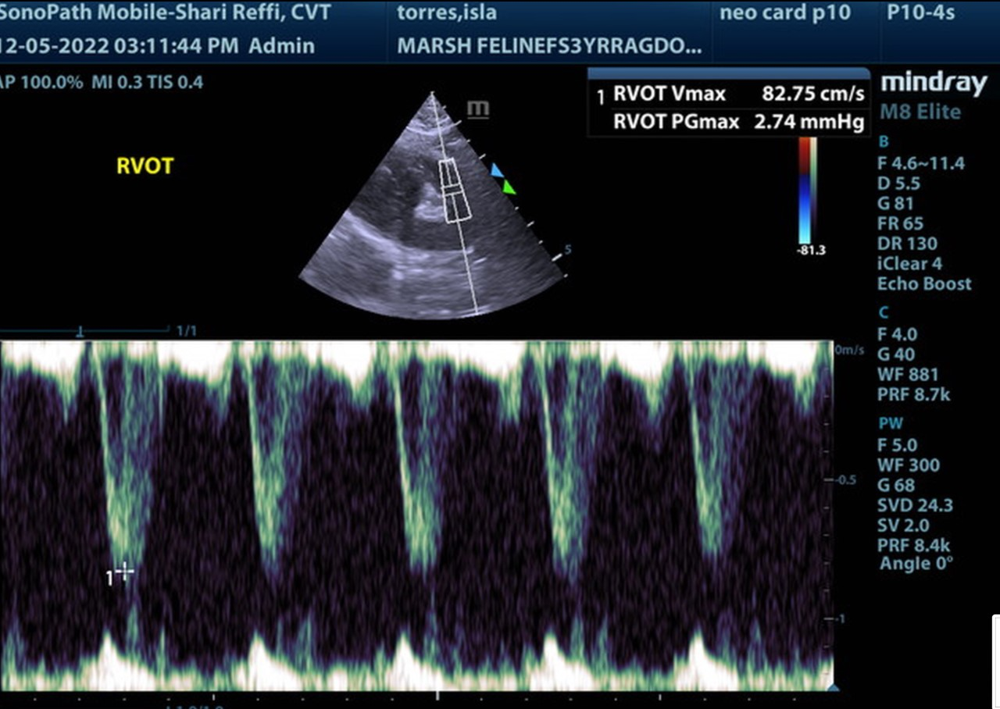 SonoPath Mobile-Shari Reffi, CVT
torres,isla
neo card p10
P10-4s
12-05-2022 03:11:44 PM Admin
MARSH FELINEFS3YRRAGDO...
AP 100.0% MI 0.3 TIS 0.4
m
1 RVOT Vmax 82.75 cm/s
RVOT PGmax 2.74 mmHg
mindray
M8 Elite
RVOT
5
-81.3
B
F 4.6~11.4
D 5.5
G 81
FR 65
DR 130
iClear 4
Echo Boost
C
F 4.0
G 40
WF 881
PRF 8.7k
PW
F 5.0
WF 300
G 68
SVD 24.3
SV 2.0
PRF 8.4k
Angle 0°
1/1
0m/s
-0.5
-1
1